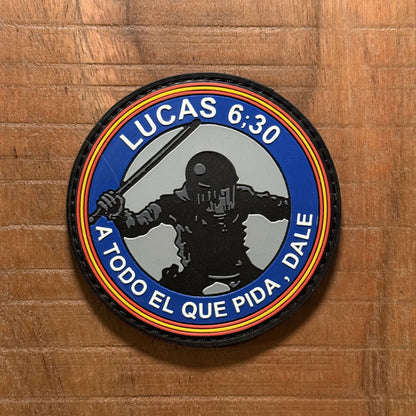 LUCAS 6;30
A TODO EL QUE PIDA , DALE